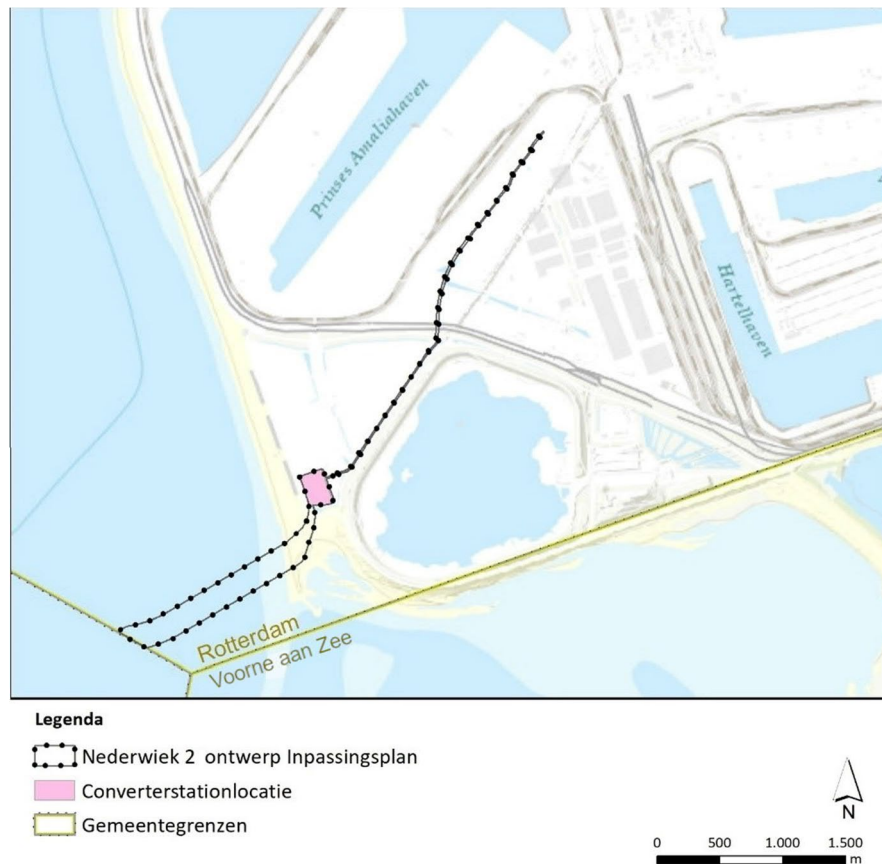 Prinses Amaliahaven
Hartelhaven
Rotterdam
Voorne aan Zee
Legenda
Nederwiek 2 ontwerp Inpassingsplan
Converterstationlocatie
Gemeentegrenzen
N
0 500 1.000 1.500
m